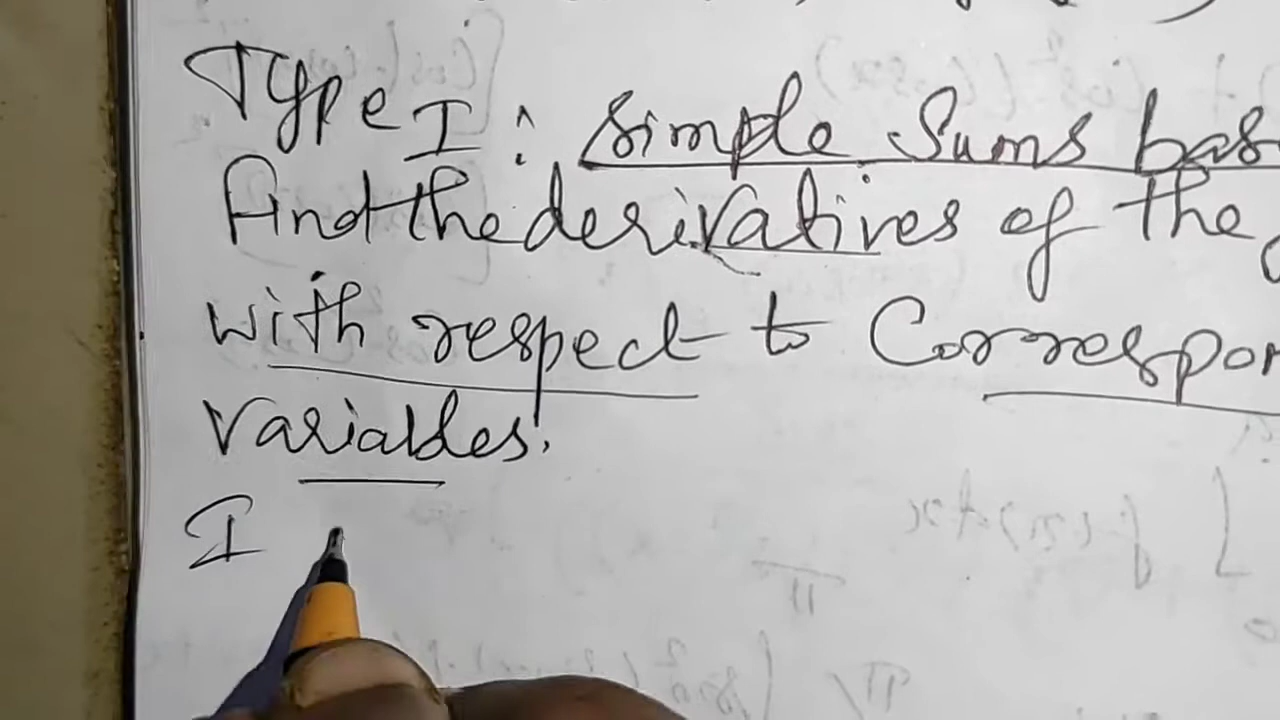 Type I : Simple Sums bas
Find the derivatives of the
with respect to Correspon
Variables.
I